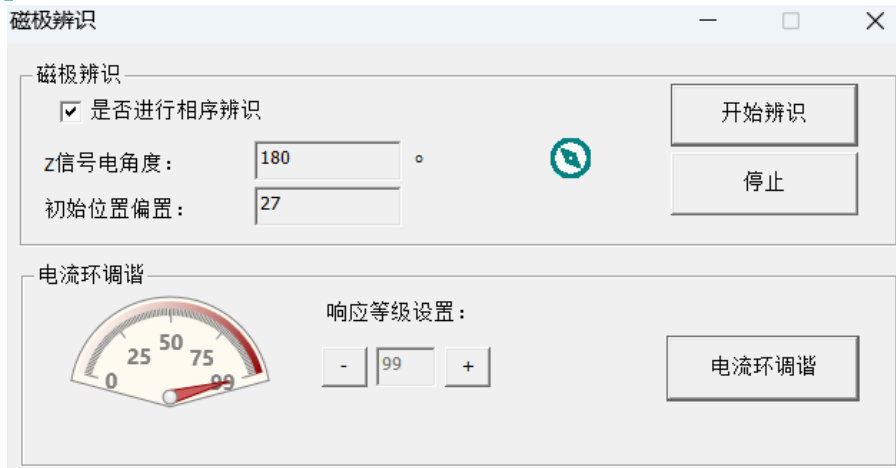 磁极辨识
磁极辨识
是否进行相序辨识
开始辨识
z信号电角度： 180 °
停止
初始位置偏置： 27
电流环调谐
响应等级设置：
0 25 50 75 99
- 99 +
电流环调谐